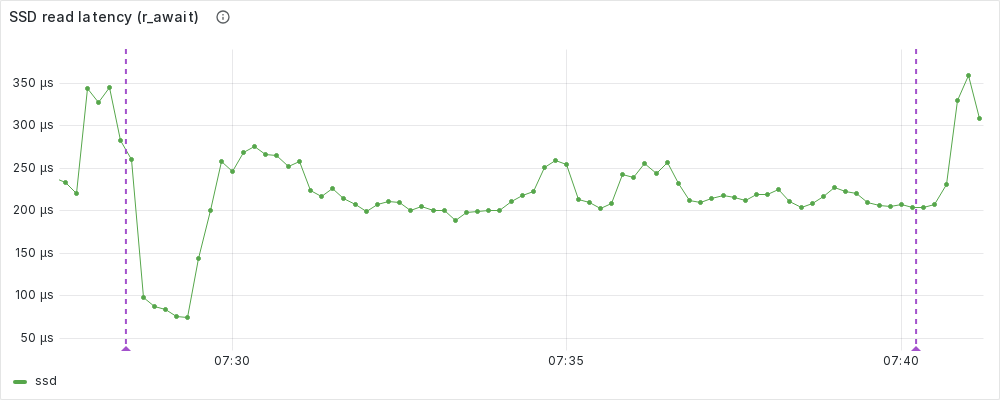 SSD read latency (r_await)
350 µs
300 µs
250 µs
200 µs
150 µs
100 µs
50 µs
07:30 07:35 07:40
ssd